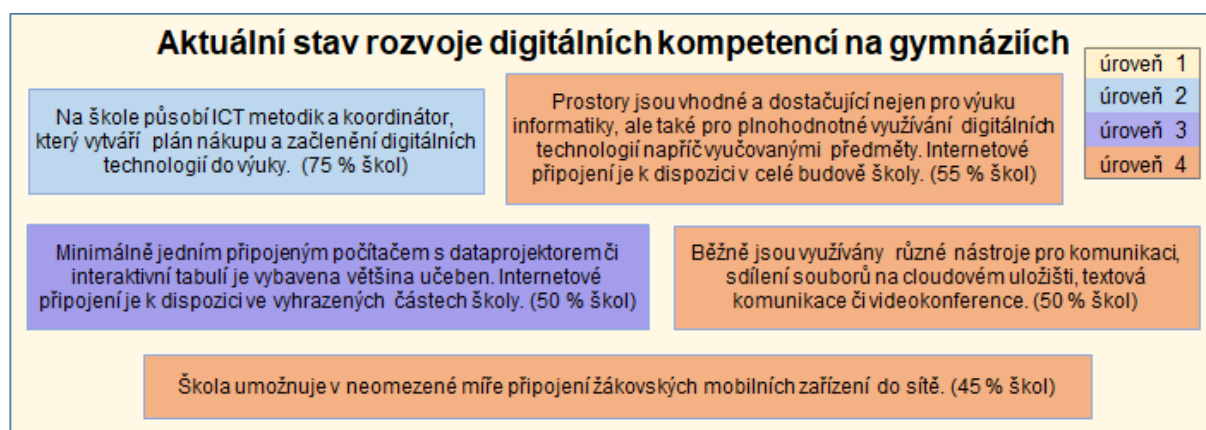 Aktuální stav rozvoje digitálních kompetencí na gymnáziích
úroveň 1
úroveň 2
úroveň 3
úroveň 4
Na škole působí ICT metodik a koordinátor,
který vytváří plán nákupu a začlenění digitálních
technologií do výuky. (75 % škol)
Prostory jsou vhodné a dostačující nejen pro výuku
informatiky, ale také pro plnohodnotné využívání digitálních
technologií napříč vyučovanými předměty. Internetové
připojení je k dispozici v celé budově školy. (55 % škol)
Minimálně jedním připojeným počítačem s dataprojektorem či
interaktivní tabulí je vybavena většina učeben. Internetové
připojení je k dispozici ve vyhrazených částech školy. (50 % škol)
Běžně jsou využívány různé nástroje pro komunikaci,
sdílení souborů na cloudovém uložišti, textová
komunikace či videokonference. (50 % škol)
Škola umožnuje v neomezené míře připojení žákovských mobilních zařízení do sítě. (45 % škol)